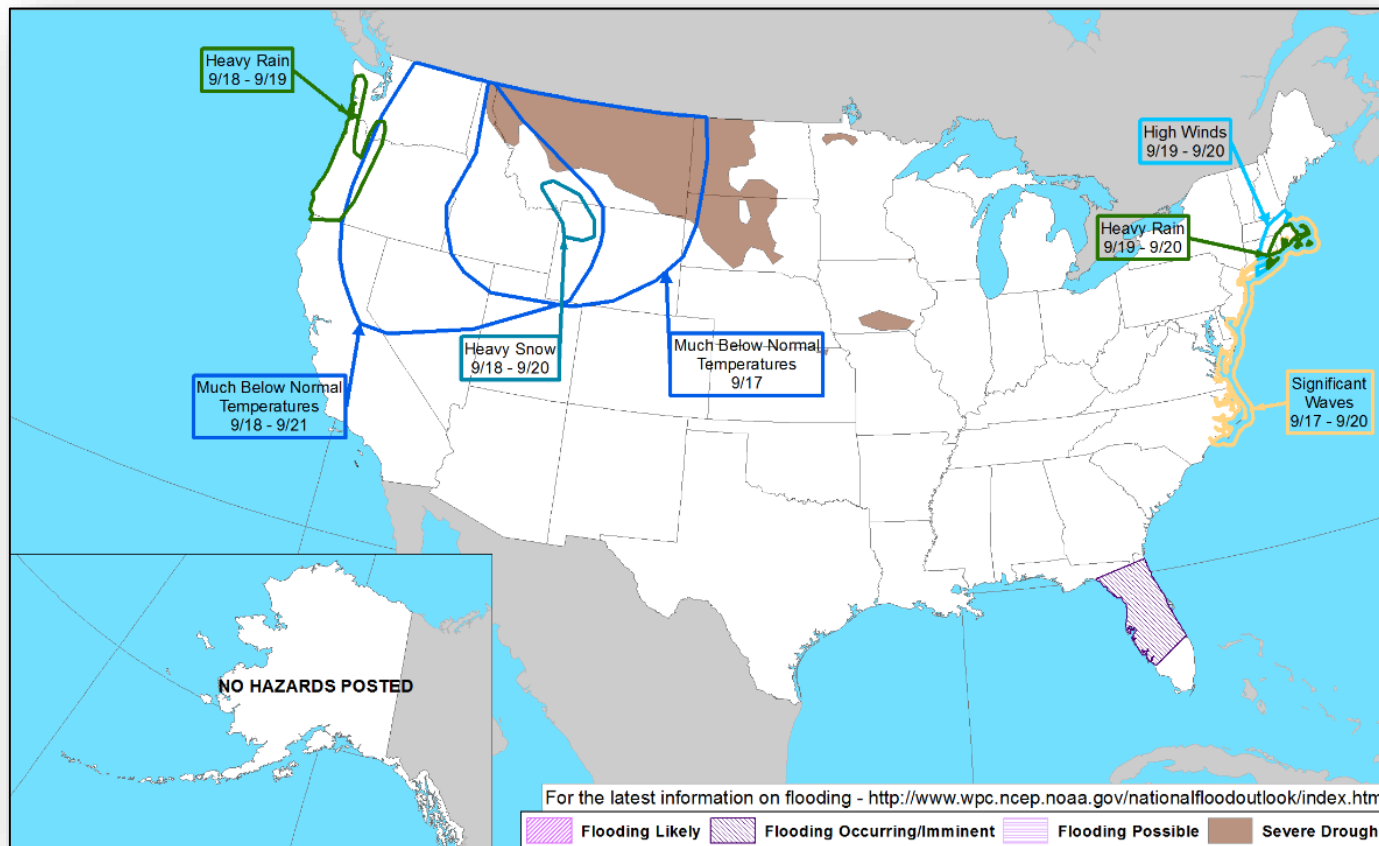 Heavy Rain
9/18 - 9/19
High Winds
9/19 - 9/20
Heavy Rain
9/19 - 9/20
Heavy Snow
9/18 - 9/20
Much Below Normal
Temperatures
9/17
Much Below Normal
Temperatures
9/18 - 9/21
Significant
Waves
9/17 - 9/20
NO HAZARDS POSTED
For the latest information on flooding - http://www.wpc.ncep.noaa.gov/nationalfloodoutlook/index.htm
Flooding Likely Flooding Occurring/Imminent Flooding Possible Severe Drough